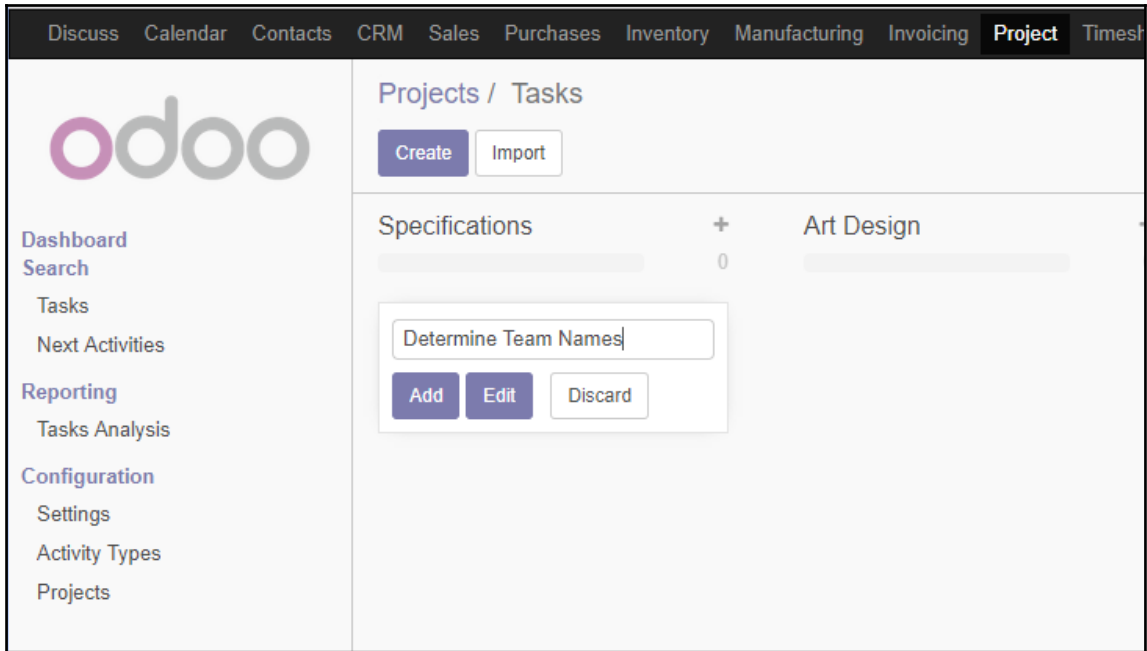 Discuss Calendar Contacts CRM Sales Purchases Inventory Manufacturing Invoicing Project Timesh
odoo
Dashboard
Search
Tasks
Next Activities
Reporting
Tasks Analysis
Configuration
Settings
Activity Types
Projects
Projects / Tasks
Create Import
Specifications + Art Design
0
Determine Team Names
Add Edit Discard